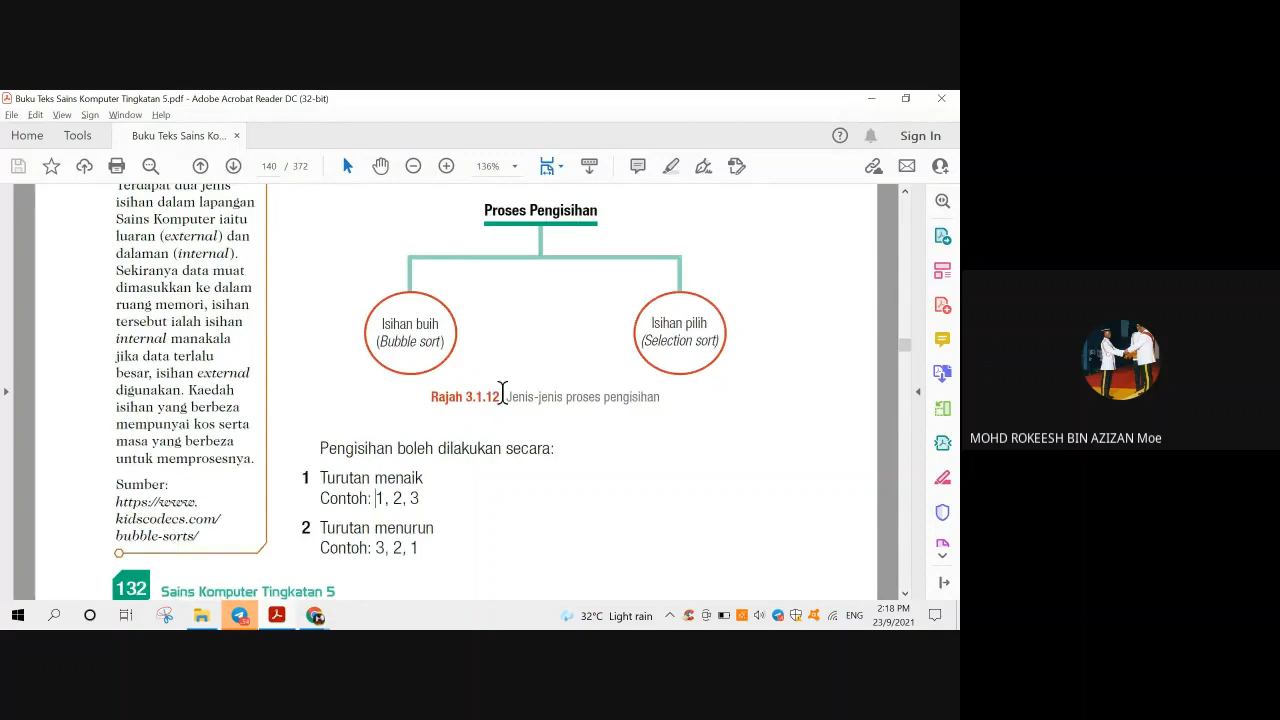 Buku Teks Sains Komputer Tingkatan 5.pdf - Adobe Acrobat Reader DC (32-bit)
File Edit View Sign Window Help
Home Tools Buku Teks Sains Ko... × Sign In
140 / 372 136%
Terdapat dua jenis
isihan dalam lapangan
Sains Komputer iaitu
luaran (external) dan
dalaman (internal).
Sekiranya data muat
dimasukkan ke dalam
ruang memori, isihan
tersebut ialah isihan
internal manakala
jika data terlalu
besar, isihan external
digunakan. Kaedah
isihan yang berbeza
mempunyai kos serta
masa yang berbeza
untuk memprosesnya.
Sumber:
https://www.
kidscodecs.com/
bubble-sorts/
Proses Pengisihan
Isihan buih
(Bubble sort)
Isihan pilih
(Selection sort)
Rajah 3.1.12 Jenis-jenis proses pengisihan
Pengisihan boleh dilakukan secara:
1 Turutan menaik
Contoh: 1, 2, 3
2 Turutan menurun
Contoh: 3, 2, 1
132 Sains Komputer Tingkatan 5
32°C Light rain ENG
2:18 PM
23/9/2021
MOHD ROKEESH BIN AZIZAN Moe